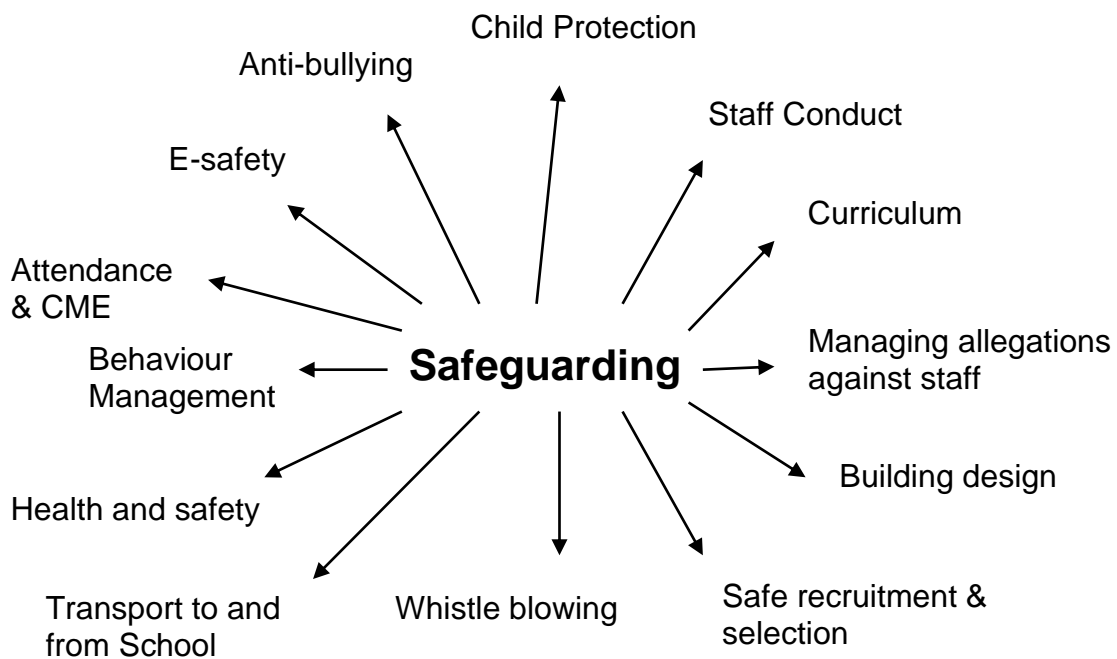 Child Protection
Anti-bullying
Staff Conduct
E-safety
Curriculum
Attendance
& CME
Managing allegations
against staff
Safeguarding
Behaviour
Management
Building design
Health and safety
Transport to and
from School
Whistle blowing
Safe recruitment &
selection